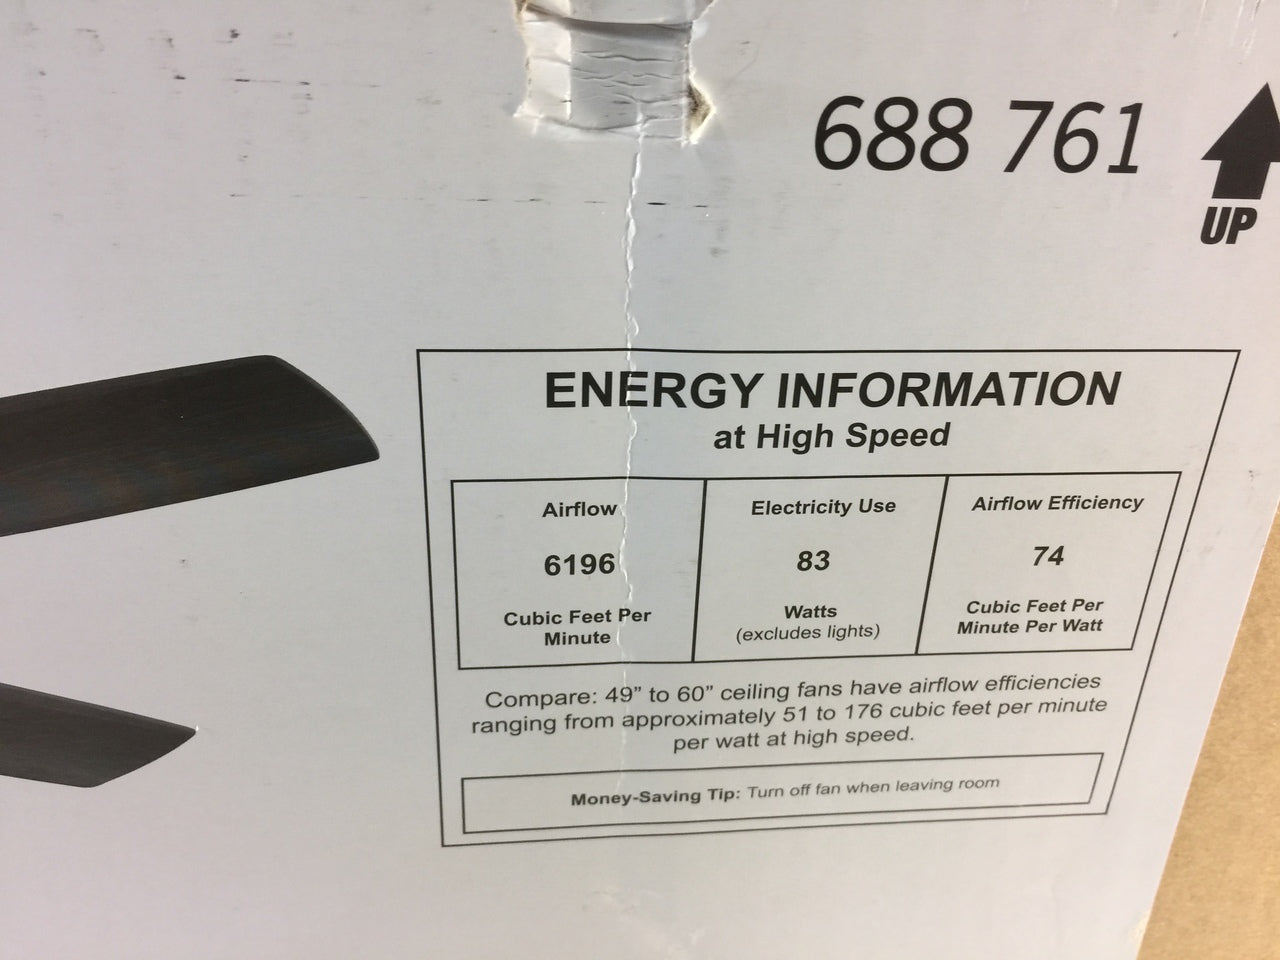 688 761
UP
ENERGY INFORMATION
at High Speed
Airflow
6196
Cubic Feet Per
Minute
Electricity Use
83
Watts
(excludes lights)
Airflow Efficiency
74
Cubic Feet Per
Minute Per Watt
Compare: 49” to 60” ceiling fans have airflow efficiencies
ranging from approximately 51 to 176 cubic feet per minute
per watt at high speed.
Money-Saving Tip: Turn off fan when leaving room